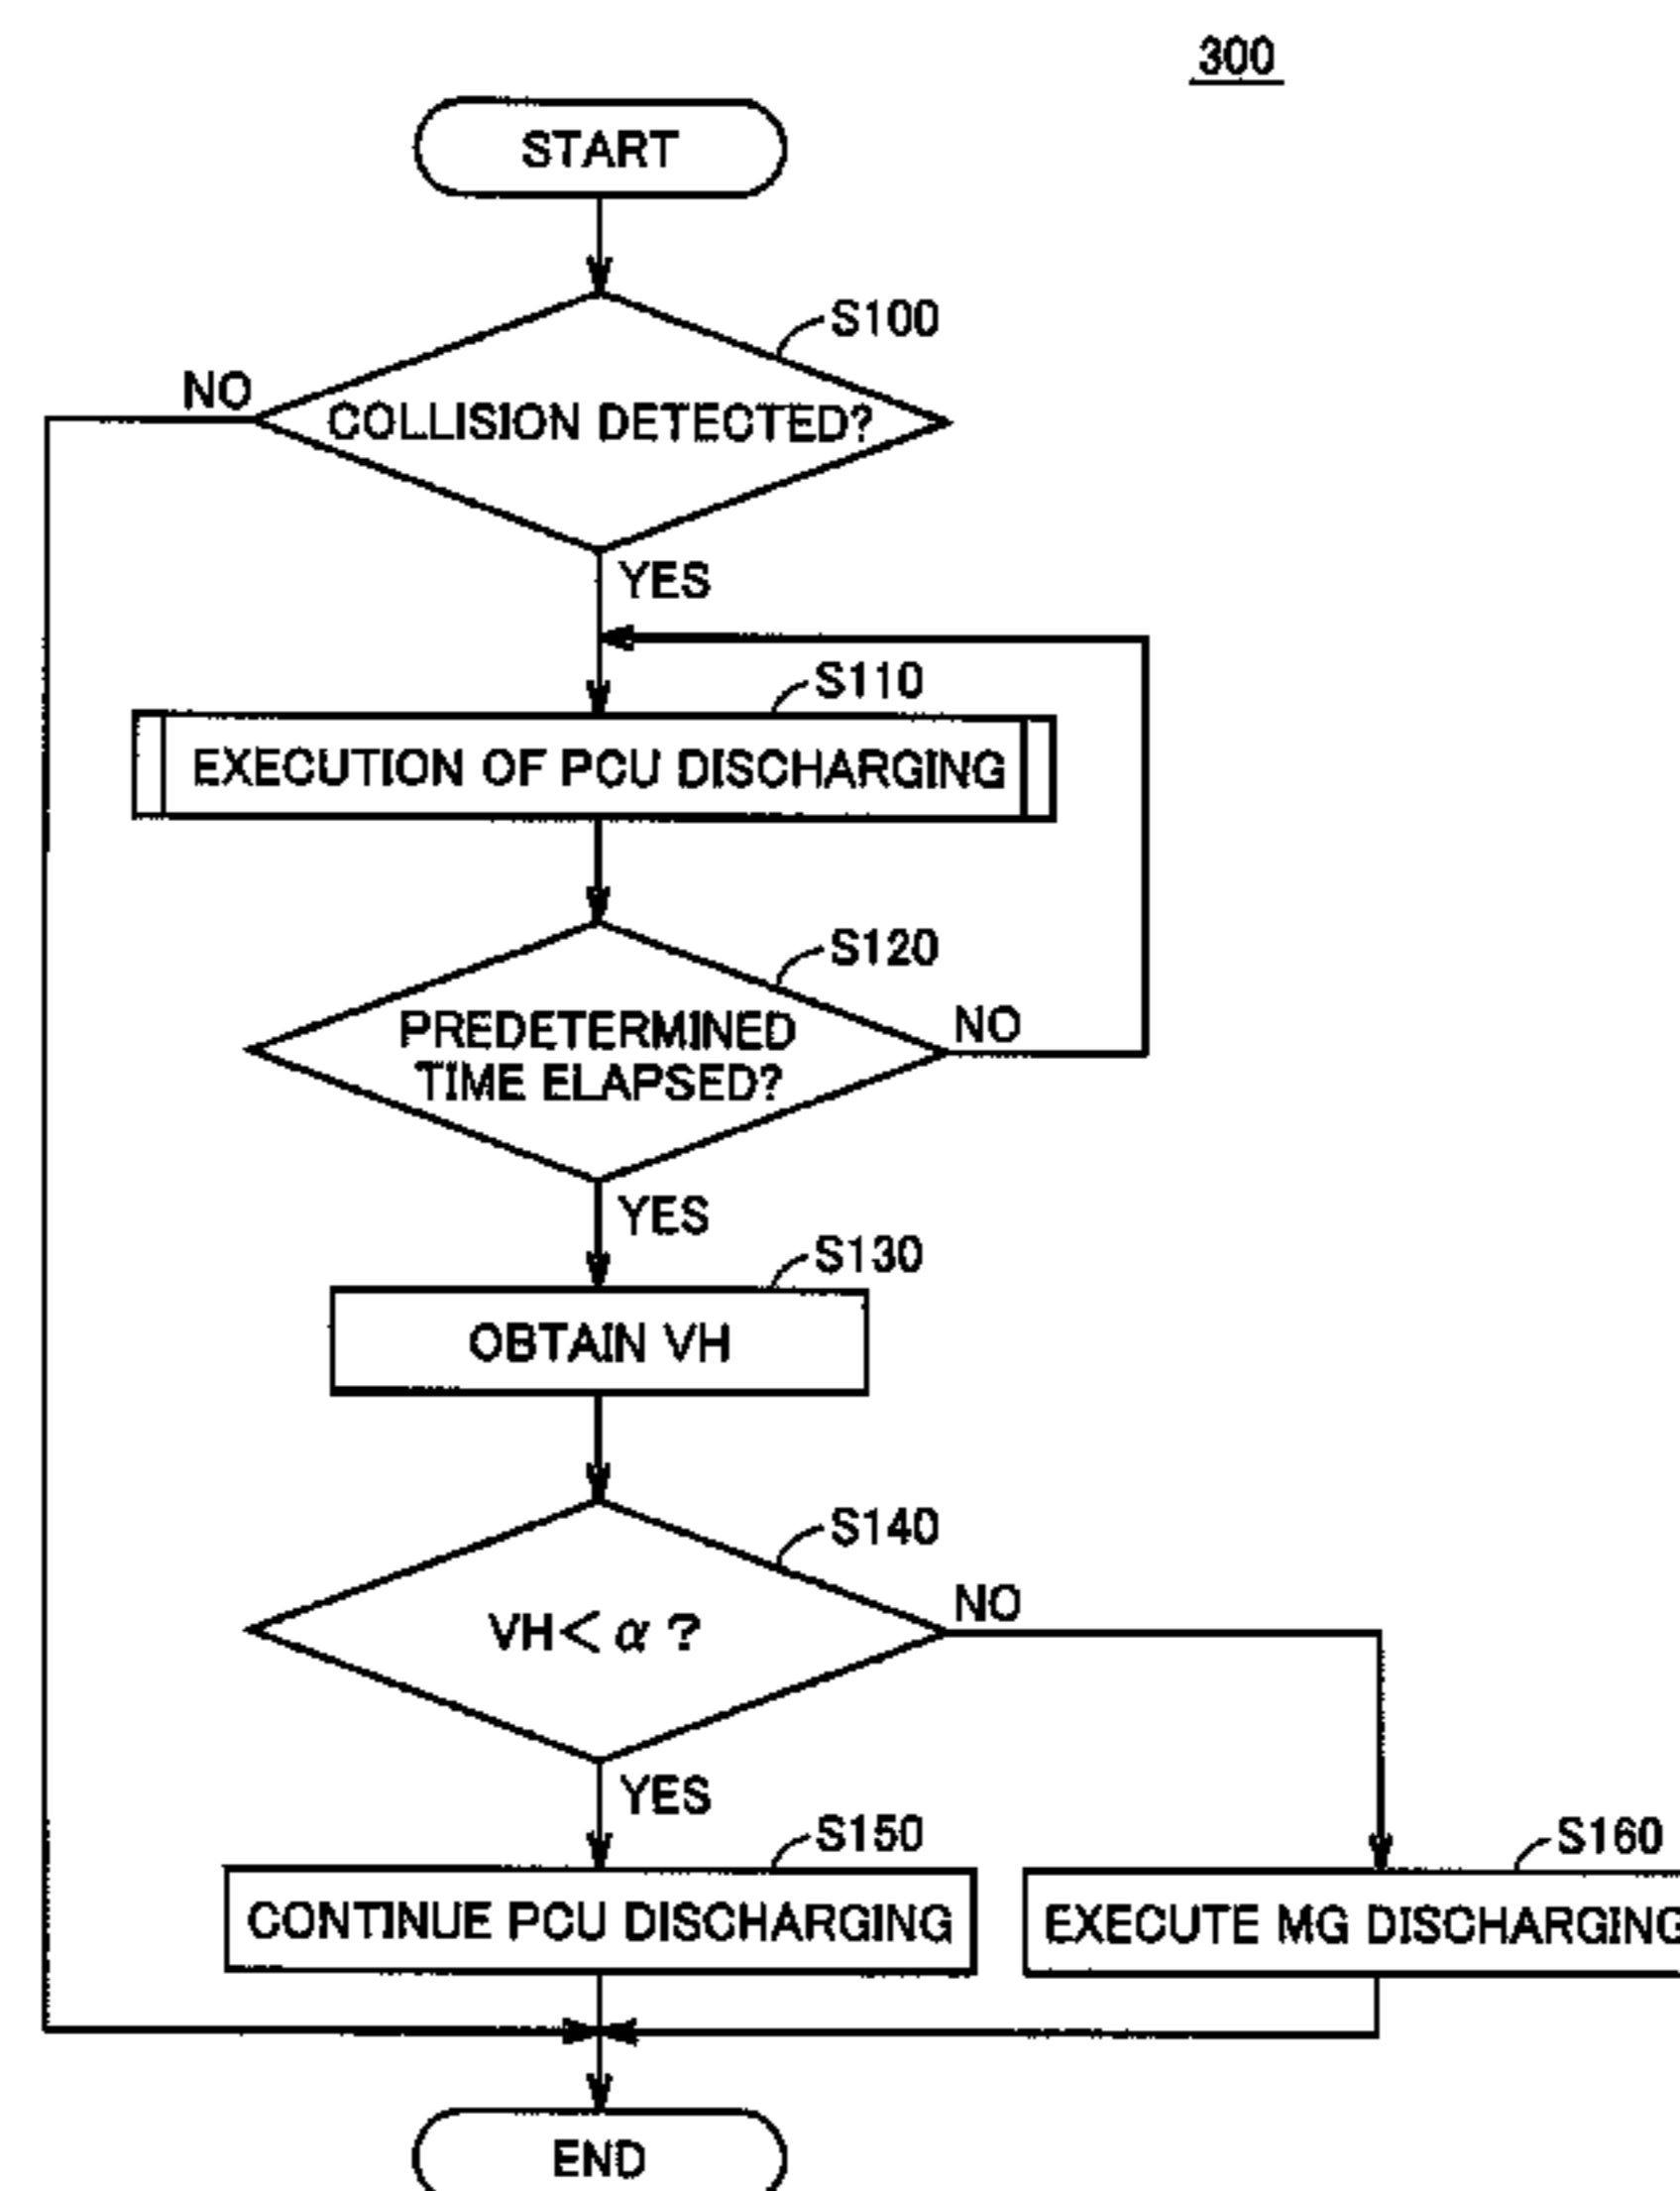 300
START
S100
NO
COLLISION DETECTED?
YES
S110
EXECUTION OF PCU DISCHARGING
S120
PREDETERMINED
TIME ELAPSED?
NO
YES
S130
OBTAIN VH
S140
VH<α?
NO
YES
S150
CONTINUE PCU DISCHARGING
S160
EXECUTE MG DISCHARGING
END